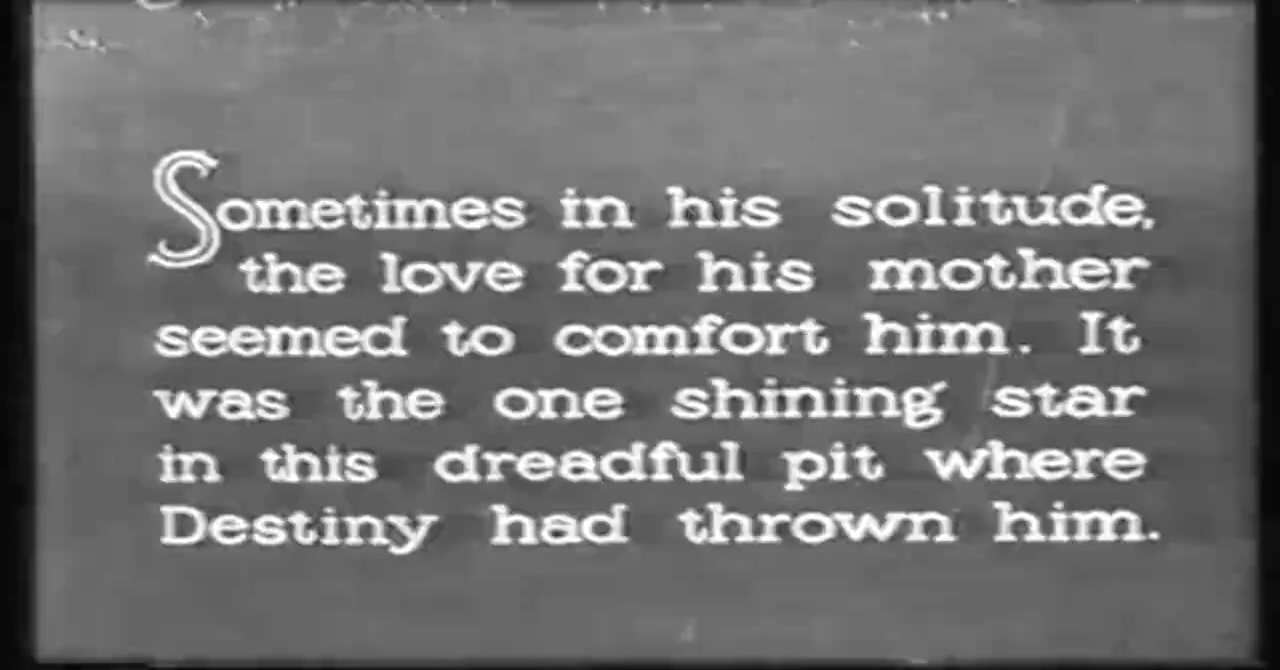 Sometimes in his solitude,
the love for his mother
seemed to comfort him. It
was the one shining star
in this dreadful pit where
Destiny had thrown him.